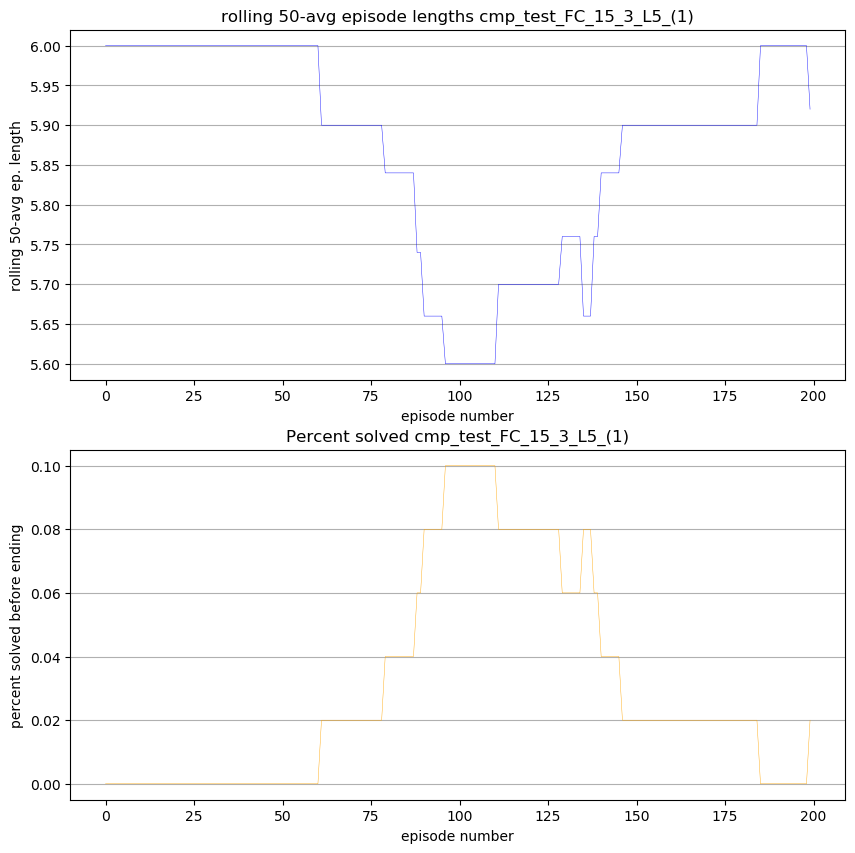 rolling 50-avg episode lengths cmp_test_FC_15_3_L5_(1)
rolling 50-avg ep. length
6.00
5.95
5.90
5.85
5.80
5.75
5.70
5.65
5.60
0 25 50 75 100 125 150 175 200
episode number
Percent solved cmp_test_FC_15_3_L5_(1)
percent solved before ending
0.10
0.08
0.06
0.04
0.02
0.00
0 25 50 75 100 125 150 175 200
episode number